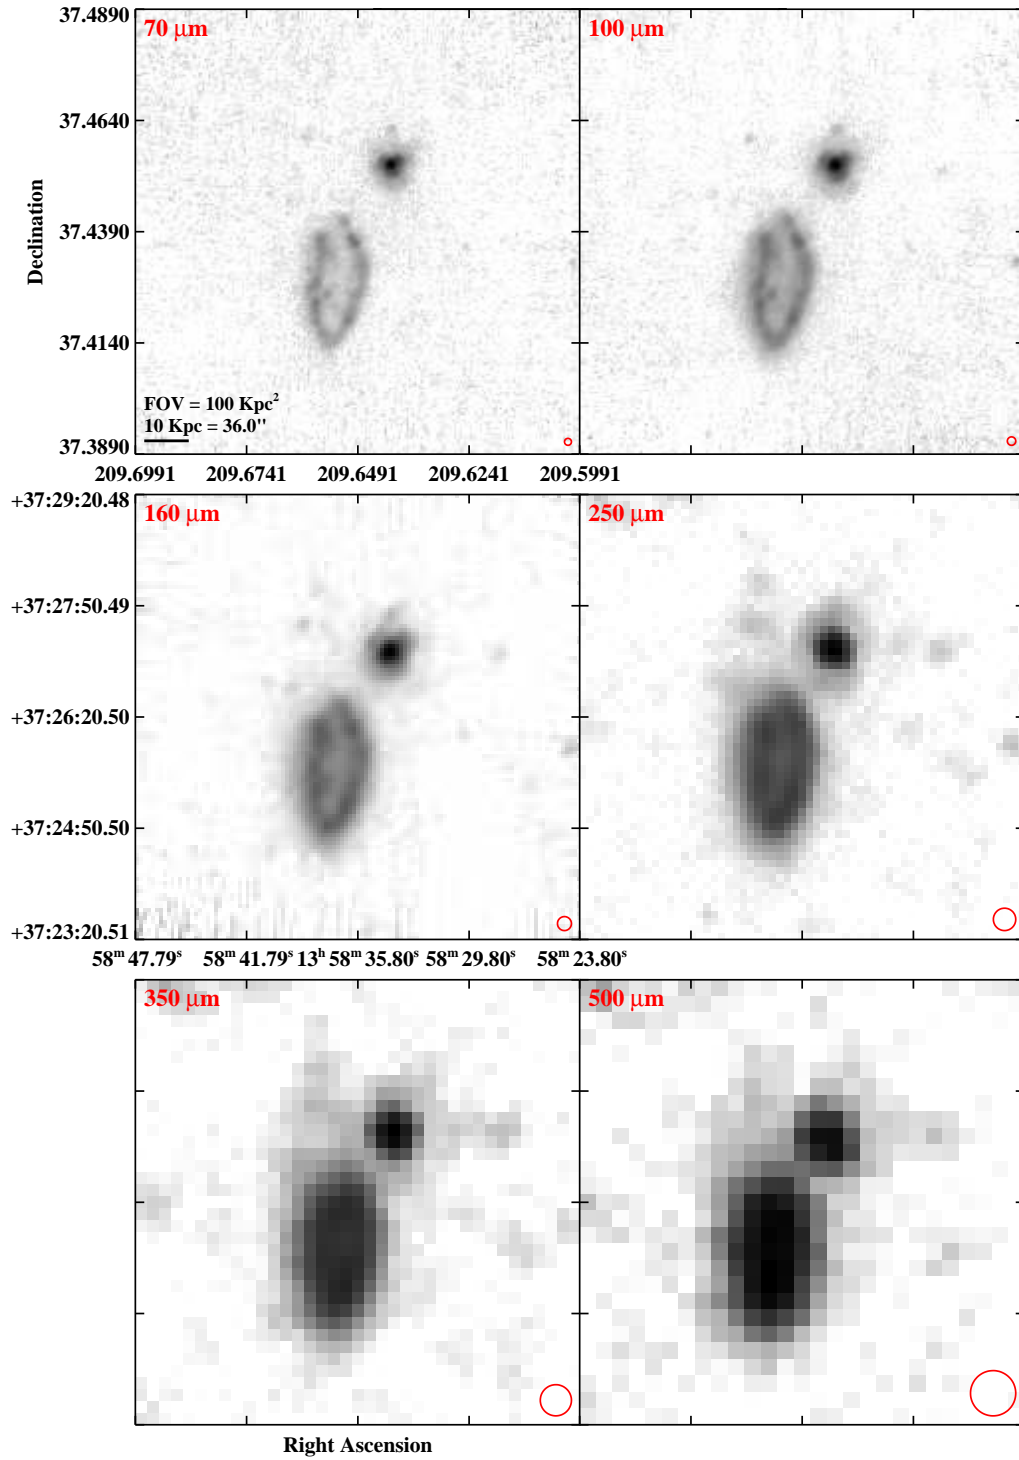 37.4890
70 μm
100 μm
37.4640
Declination
37.4390
37.4140
FOV = 100 Kpc²
10 Kpc = 36.0"
37.3890
209.6991 209.6741 209.6491 209.6241 209.5991
+37:29:20.48
160 μm
250 μm
+37:27:50.49
+37:26:20.50
+37:24:50.50
+37:23:20.51
58ᵐ 47.79ˢ 58ᵐ 41.79ˢ 13ʰ 58ᵐ 35.80ˢ 58ᵐ 29.80ˢ 58ᵐ 23.80ˢ
350 μm
500 μm
Right Ascension